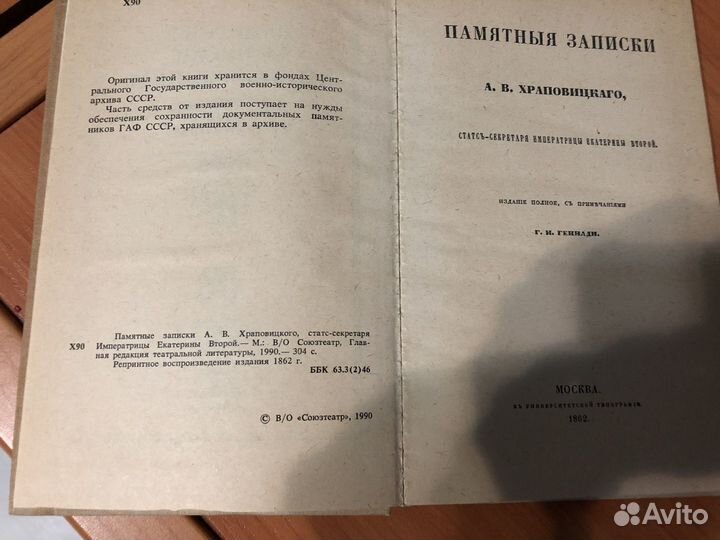 Х90
Оригинал этой книги хранится в фондах Цент-
рального Государственного военно-исторического
архива СССР.
Часть средств от издания поступает на нужды
обеспечения сохранности документальных памят-
ников ГАФ СССР, хранящихся в архиве.
Памятные записки А. В. Храповицкого, статс-секретаря
Х90 Императрицы Екатерины Второй.— М.: В/О Союзтеатр, Глав-
ная редакция театральной литературы, 1990.— 304 с.
Репринтное воспроизведение издания 1862 г.
ББК 63.3(2)46
© В/О «Союзтеатр», 1990
ПАМЯТНЫЯ ЗАПИСКИ
А. В. ХРАПОВИЦКАГО,
СТАТСЪ-СЕКРЕТАРЯ ИМПЕРАТРИЦЫ ЕКАТЕРИНЫ ВТОРОЙ.
ИЗДАНІЕ ПОЛНОЕ, СЪ ПРИМѢЧАНІЯМИ
Г. Н. ГЕННАДИ.
МОСКВА.
ВЪ УНИВЕРСИТЕТСКОЙ ТИПОГРАФІИ.
1862.
Avito